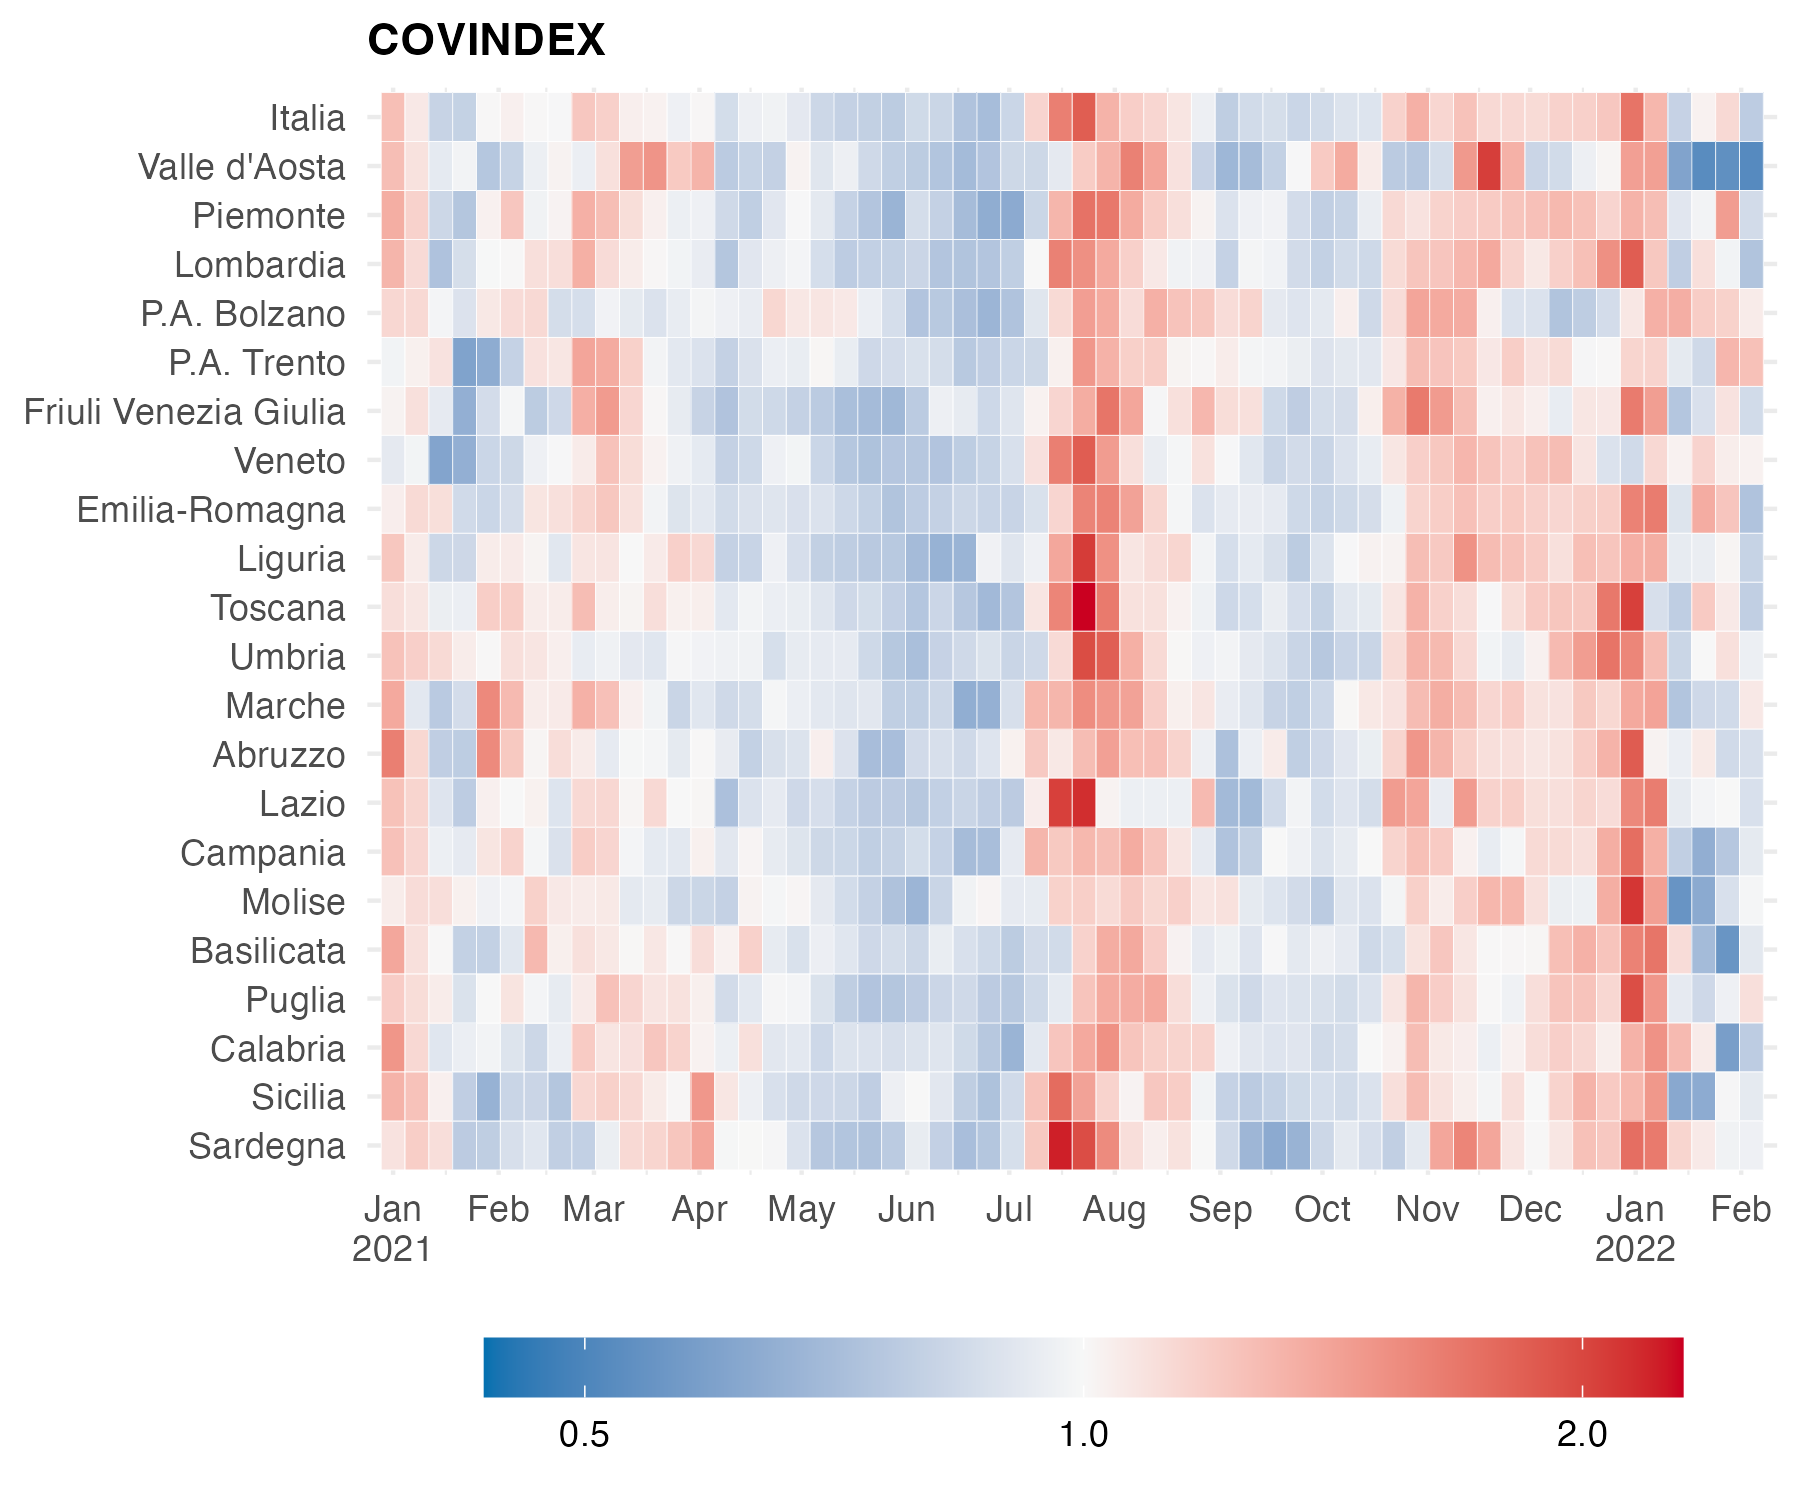 COVINDEX
Italia
Valle d'Aosta
Piemonte
Lombardia
P.A. Bolzano
P.A. Trento
Friuli Venezia Giulia
Veneto
Emilia-Romagna
Liguria
Toscana
Umbria
Marche
Abruzzo
Lazio
Campania
Molise
Basilicata
Puglia
Calabria
Sicilia
Sardegna
Jan Feb Mar Apr May Jun Jul Aug Sep Oct Nov Dec Jan Feb
2021 2022
0.5 1.0 2.0